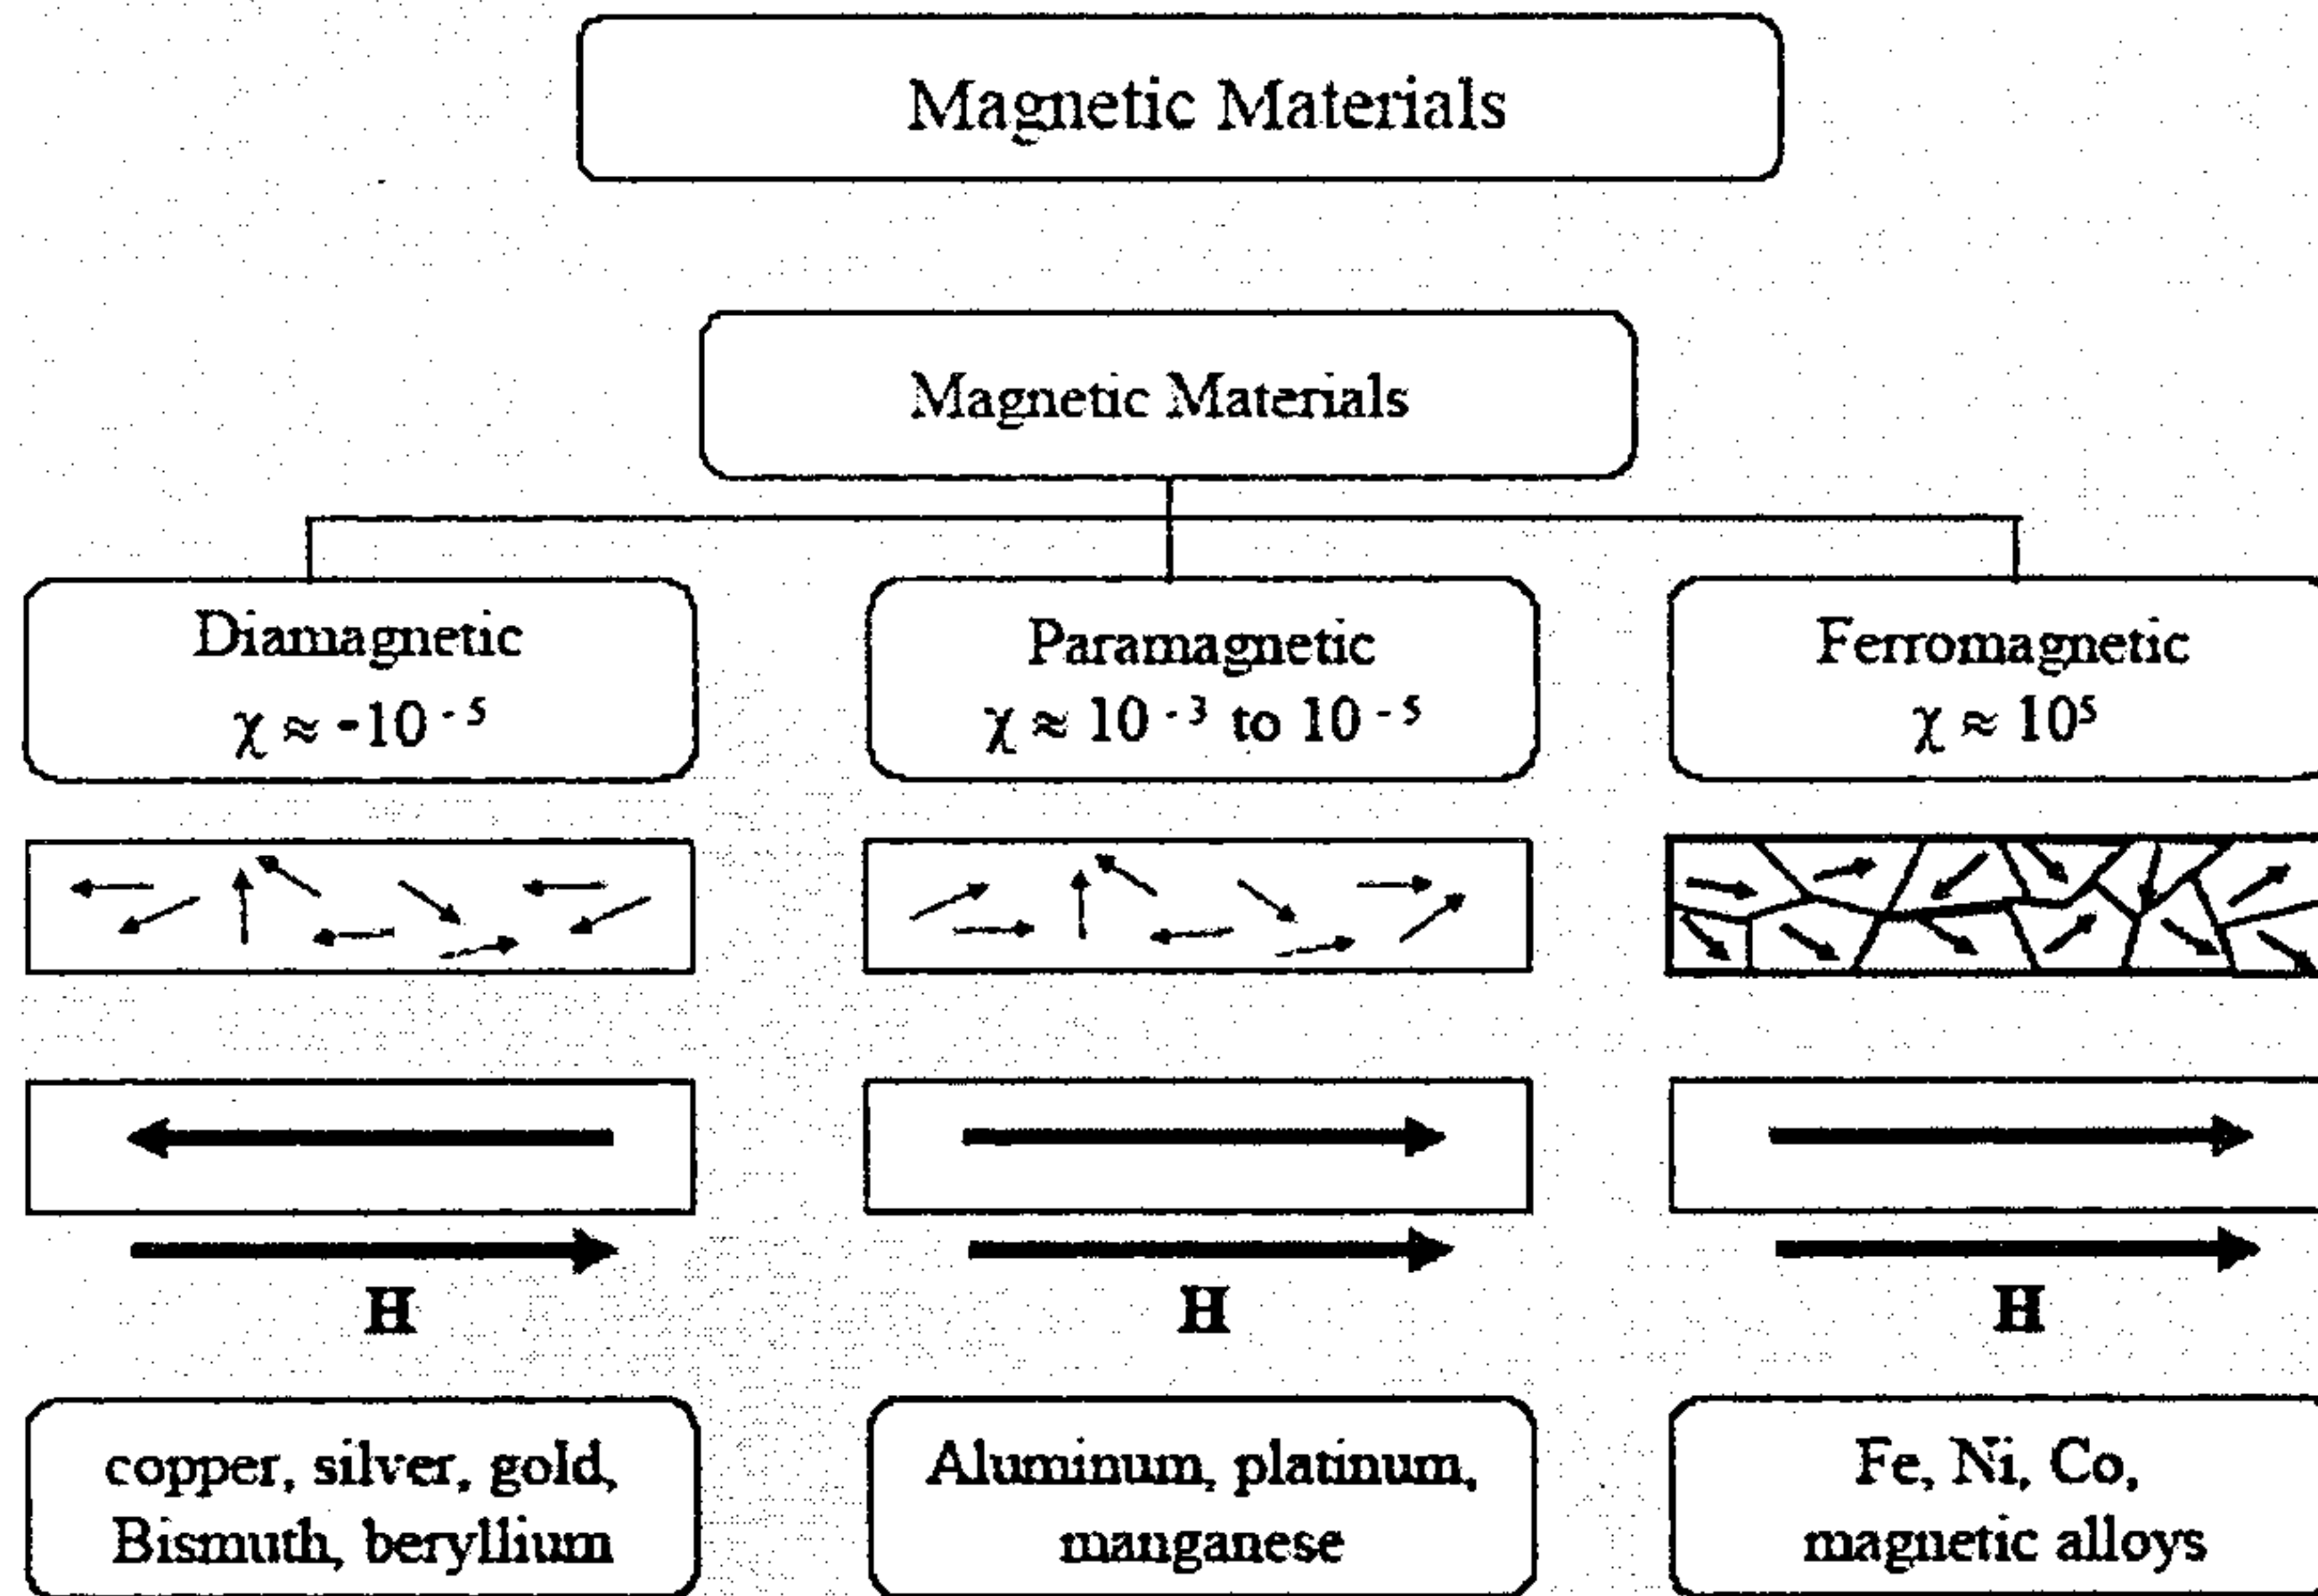 Magnetic Materials
Magnetic Materials
Diamagnetic
χ ≈ -10⁻⁵
Paramagnetic
χ ≈ 10⁻³ to 10⁻⁵
Ferromagnetic
χ ≈ 10⁵
H
H
H
copper, silver, gold,
Bismuth, beryllium
Aluminum, platinum,
manganese
Fe, Ni, Co,
magnetic alloys